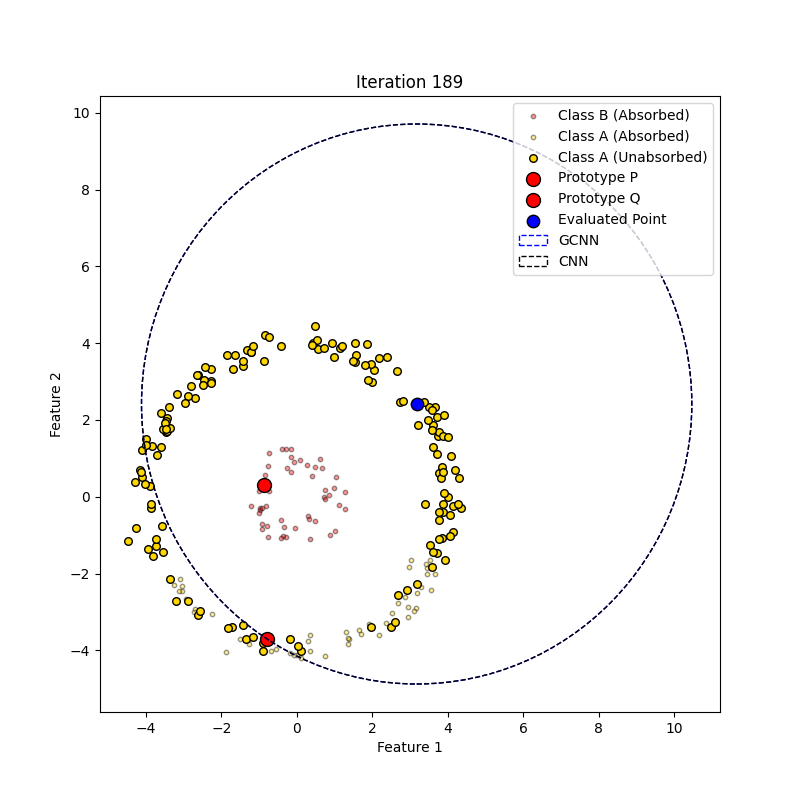 Iteration 189
Class B (Absorbed)
Class A (Absorbed)
Class A (Unabsorbed)
Prototype P
Prototype Q
Evaluated Point
GCNN
CNN
10
8
6
4
2
0
−2
−4
Feature 2
−4 −2 0 2 4 6 8 10
Feature 1